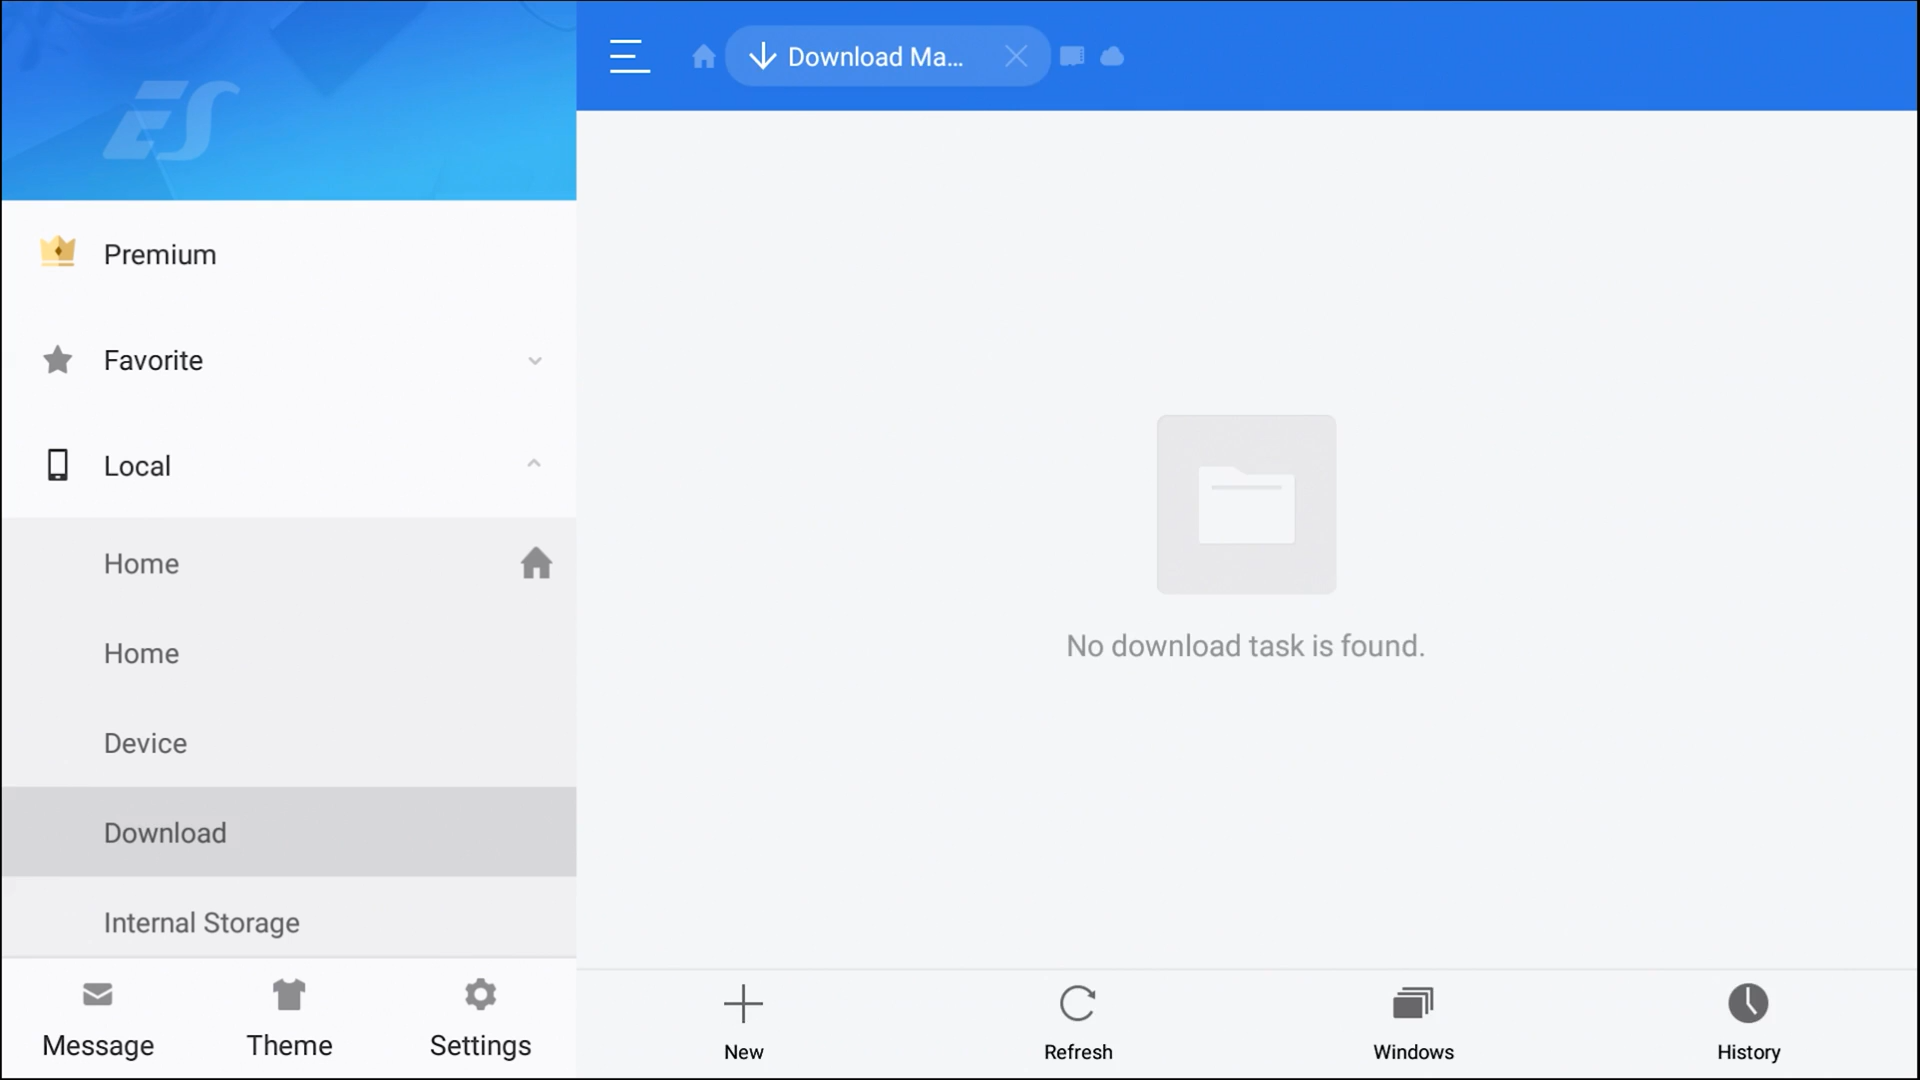 ES
Premium
Favorite
Local
Home
Home
Device
Download
Internal Storage
Message
Theme
Settings
Download Ma...
No download task is found.
New
Refresh
Windows
History